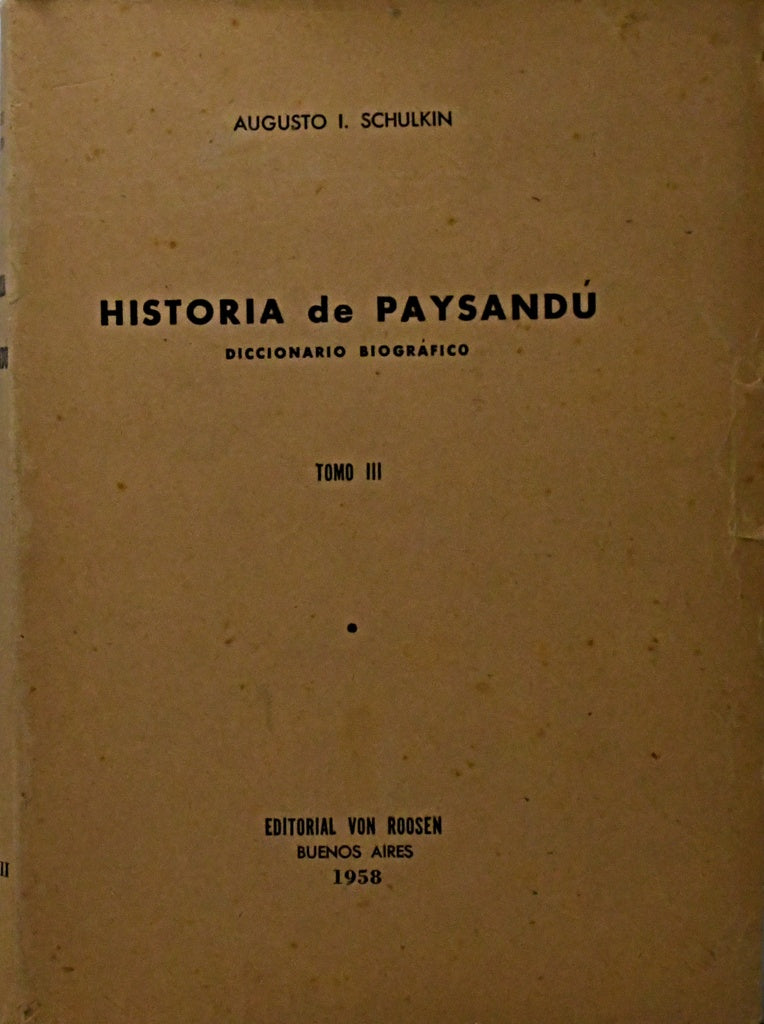 AUGUSTO I. SCHULKIN
HISTORIA de PAYSANDÚ
DICCIONARIO BIOGRÁFICO
TOMO III
EDITORIAL VON ROOSEN
BUENOS AIRES
1958